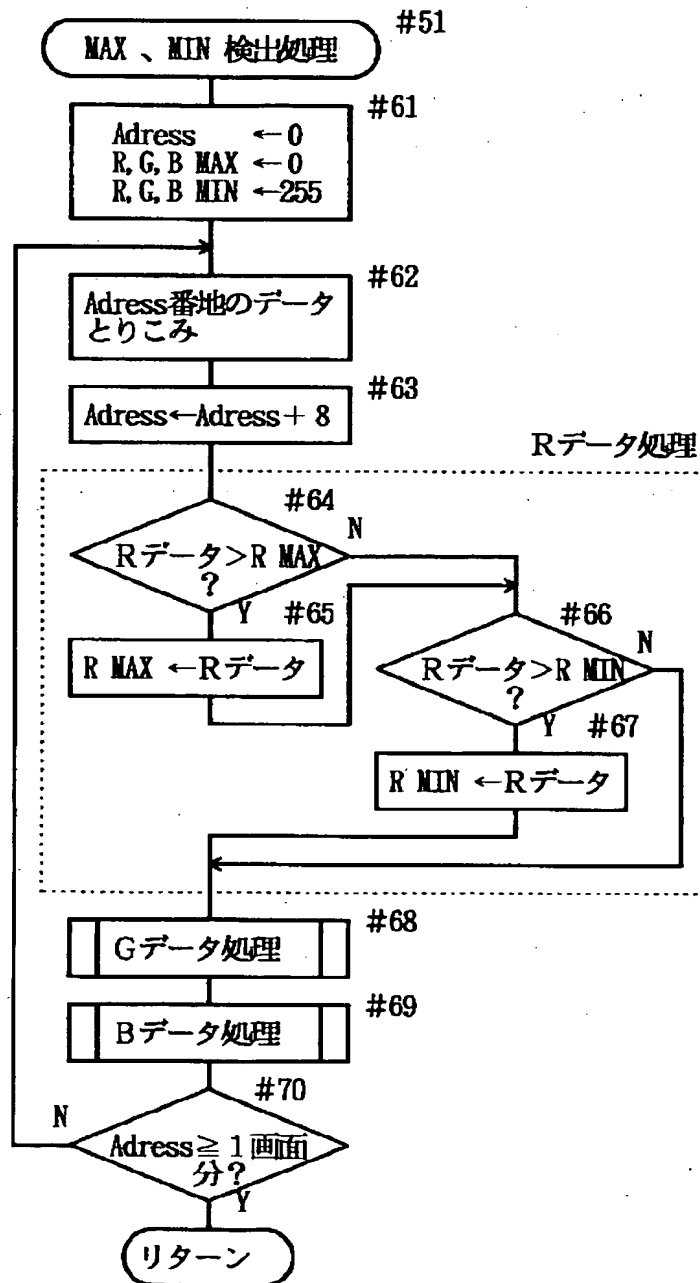 #51
MAX 、MIN 検出処理
#61
Adress ←0
R, G, B MAX ←0
R, G, B MIN ←255
#62
Adress番地のデータ
とりこみ
#63
Adress←Adress+ 8
Rデータ処理
#64
N
Rデータ>R MAX
?
Y
#65
R MAX ←Rデータ
#66
N
Rデータ>R MIN
?
Y
#67
R MIN ←Rデータ
#68
Gデータ処理
#69
Bデータ処理
#70
N
Adress≧1画面
分?
Y
リターン